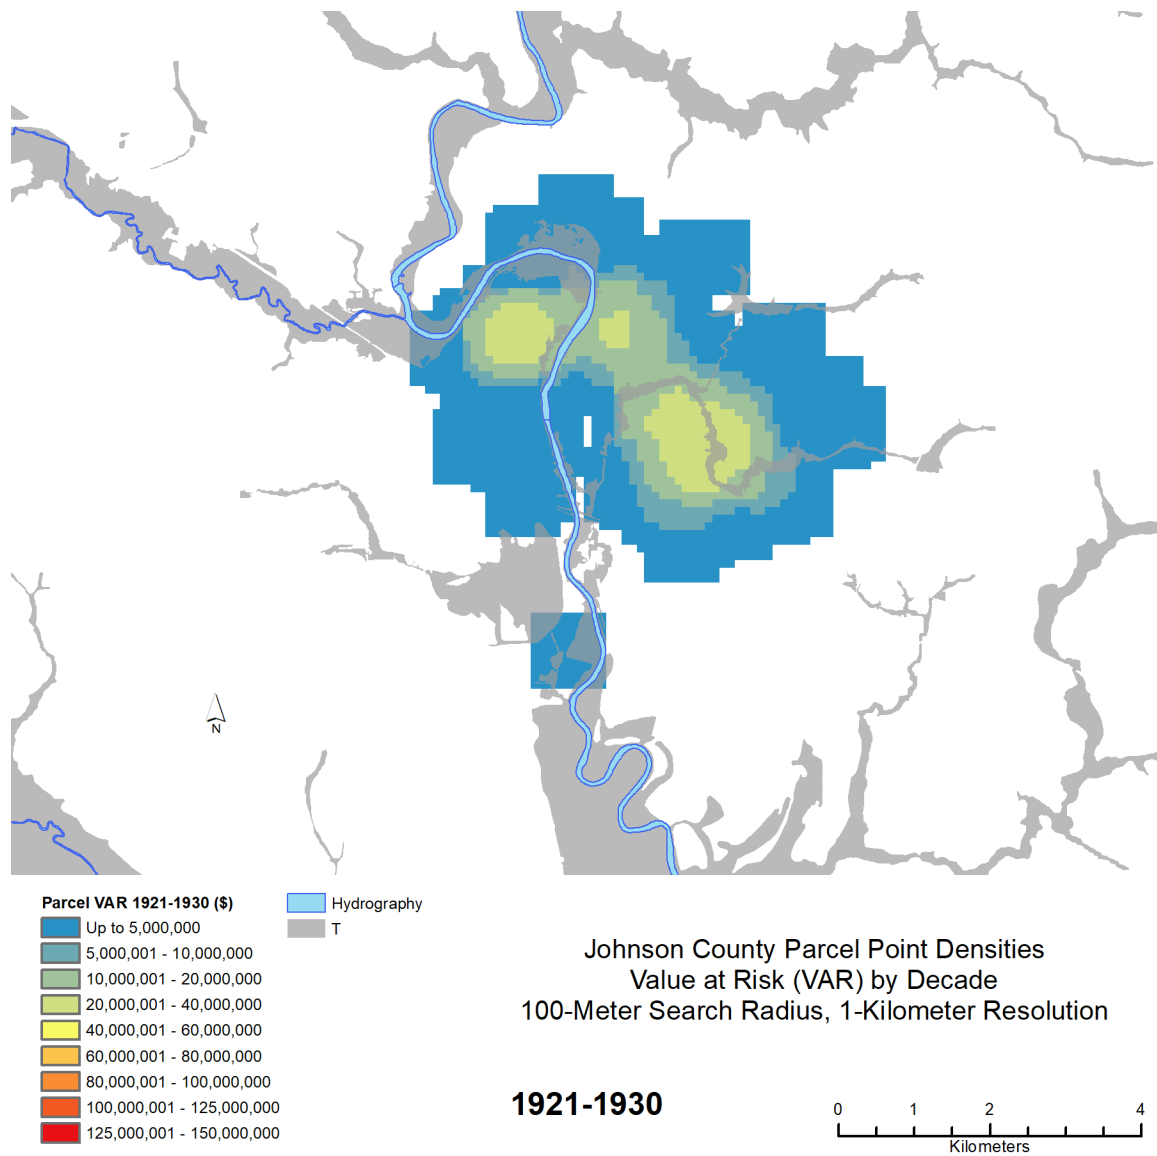 N
Parcel VAR 1921-1930 ($)
Up to 5,000,000
5,000,001 - 10,000,000
10,000,001 - 20,000,000
20,000,001 - 40,000,000
40,000,001 - 60,000,000
60,000,001 - 80,000,000
80,000,001 - 100,000,000
100,000,001 - 125,000,000
125,000,001 - 150,000,000
Hydrography
T
Johnson County Parcel Point Densities
Value at Risk (VAR) by Decade
100-Meter Search Radius, 1-Kilometer Resolution
1921-1930
0 1 2 4
Kilometers